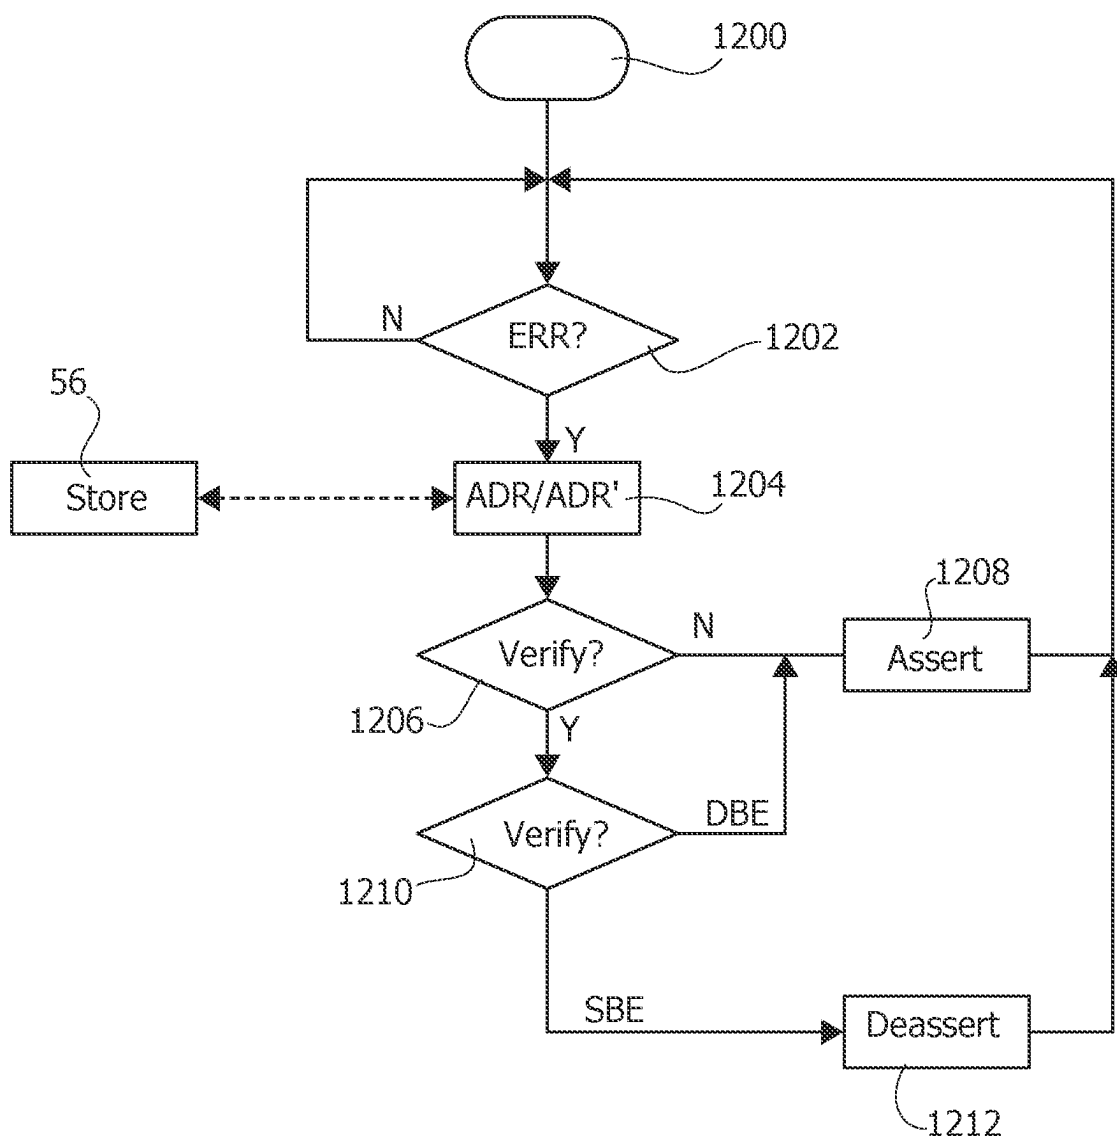 1200
N
ERR?
1202
Y
56
Store
ADR/ADR'
1204
1208
Verify?
N
Assert
1206
Y
Verify?
DBE
1210
SBE
Deassert
1212